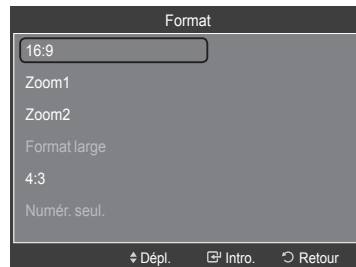 Format
16:9
Zoom1
Zoom2
Format large
4:3
Numér. seul.
Dépl. Intro. Retour